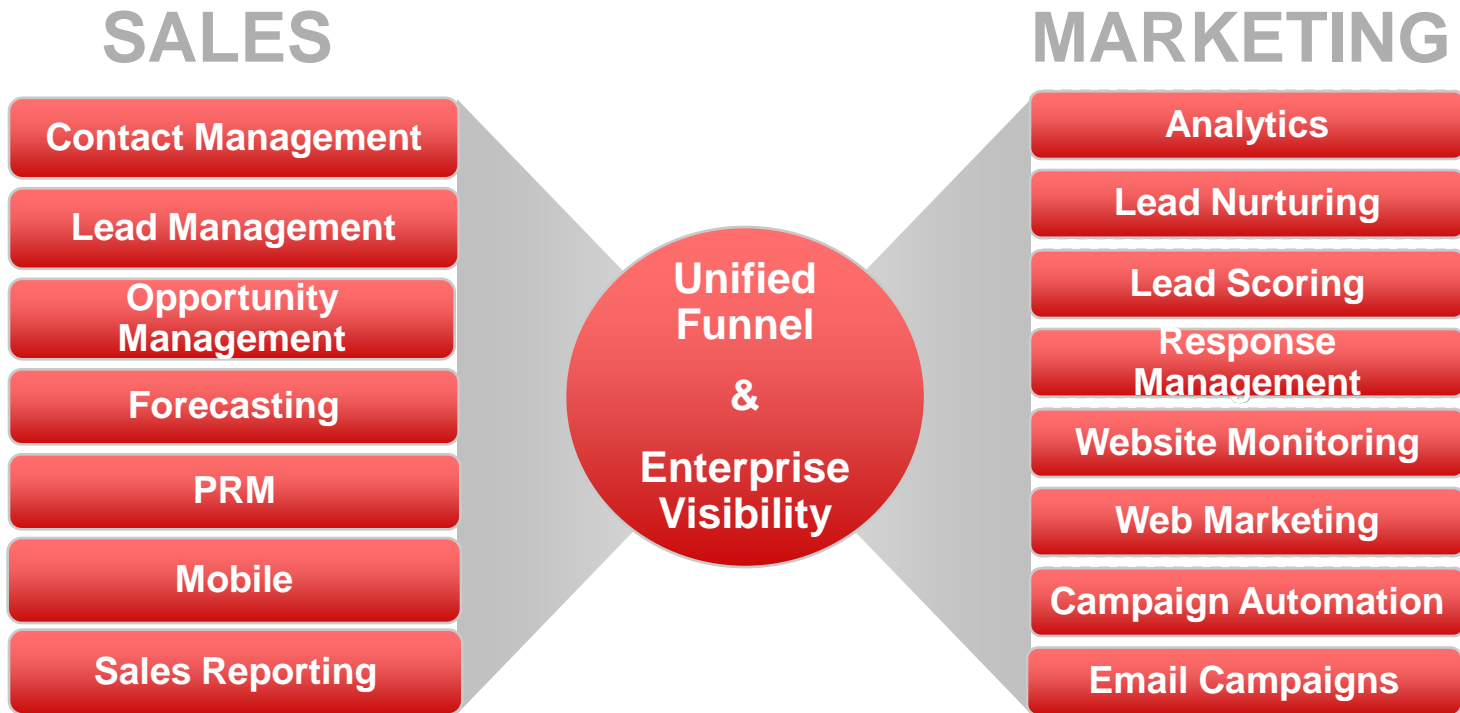 SALES
Contact Management
Lead Management
Opportunity
Management
Forecasting
PRM
Mobile
Sales Reporting
Unified
Funnel
&
Enterprise
Visibility
MARKETING
Analytics
Lead Nurturing
Lead Scoring
Response
Management
Website Monitoring
Web Marketing
Campaign Automation
Email Campaigns